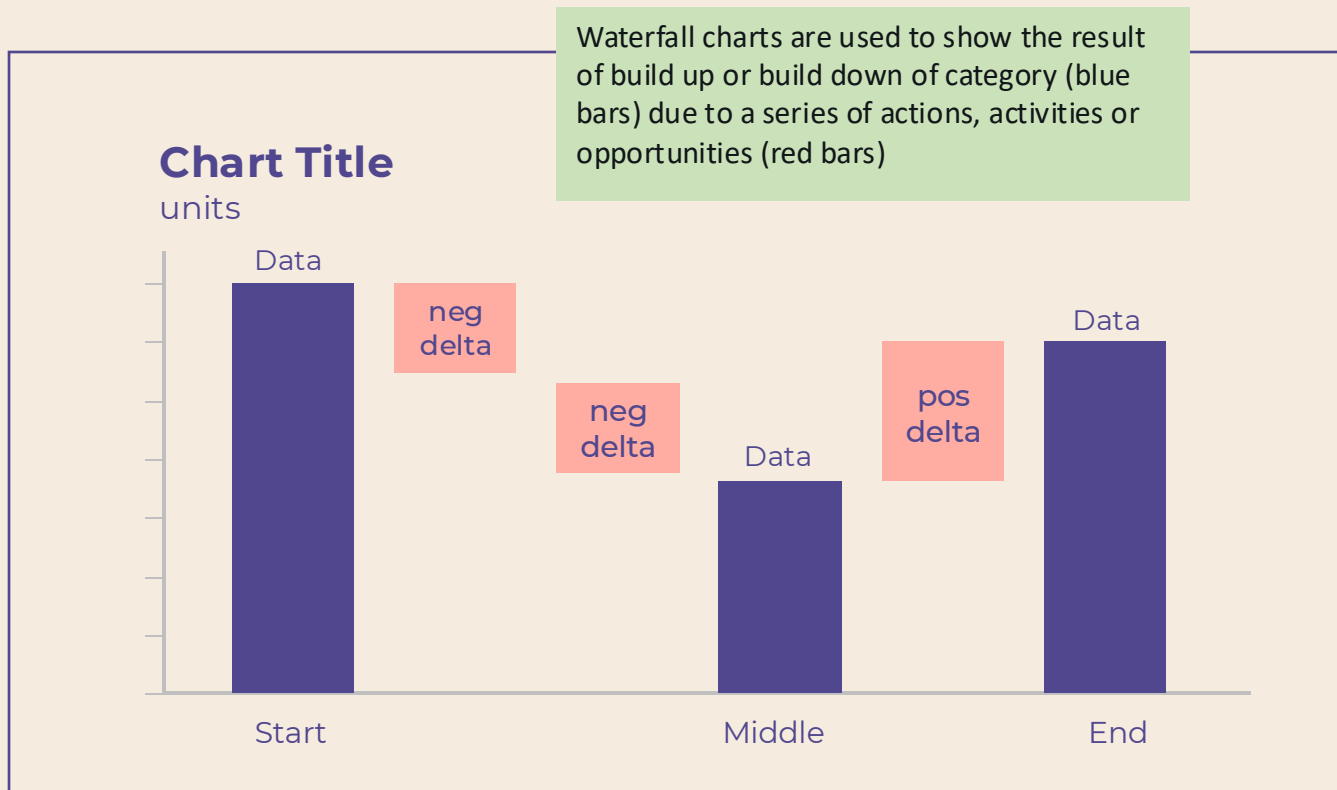 Waterfall charts are used to show the result
of build up or build down of category (blue
bars) due to a series of actions, activities or
opportunities (red bars)
Chart Title
units
Data
neg
delta
neg
delta
Data
pos
delta
Data
Start
Middle
End